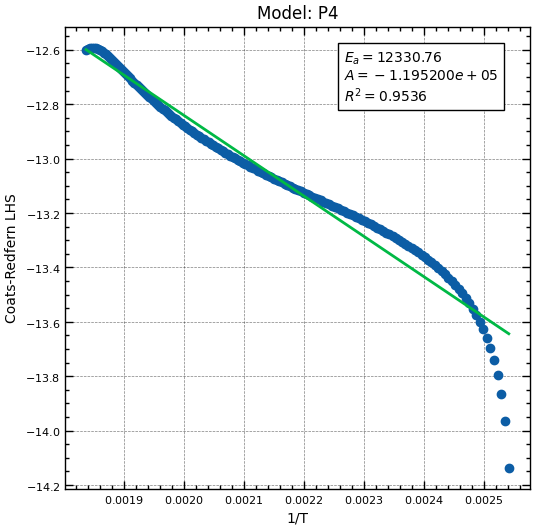 Model: P4
−12.6
−12.8
−13.0
−13.2
−13.4
−13.6
−13.8
−14.0
−14.2
Coats-Redfern LHS
Eₐ = 12330.76
A = −1.195200e + 05
R² = 0.9536
0.0019 0.0020 0.0021 0.0022 0.0023 0.0024 0.0025
1/T